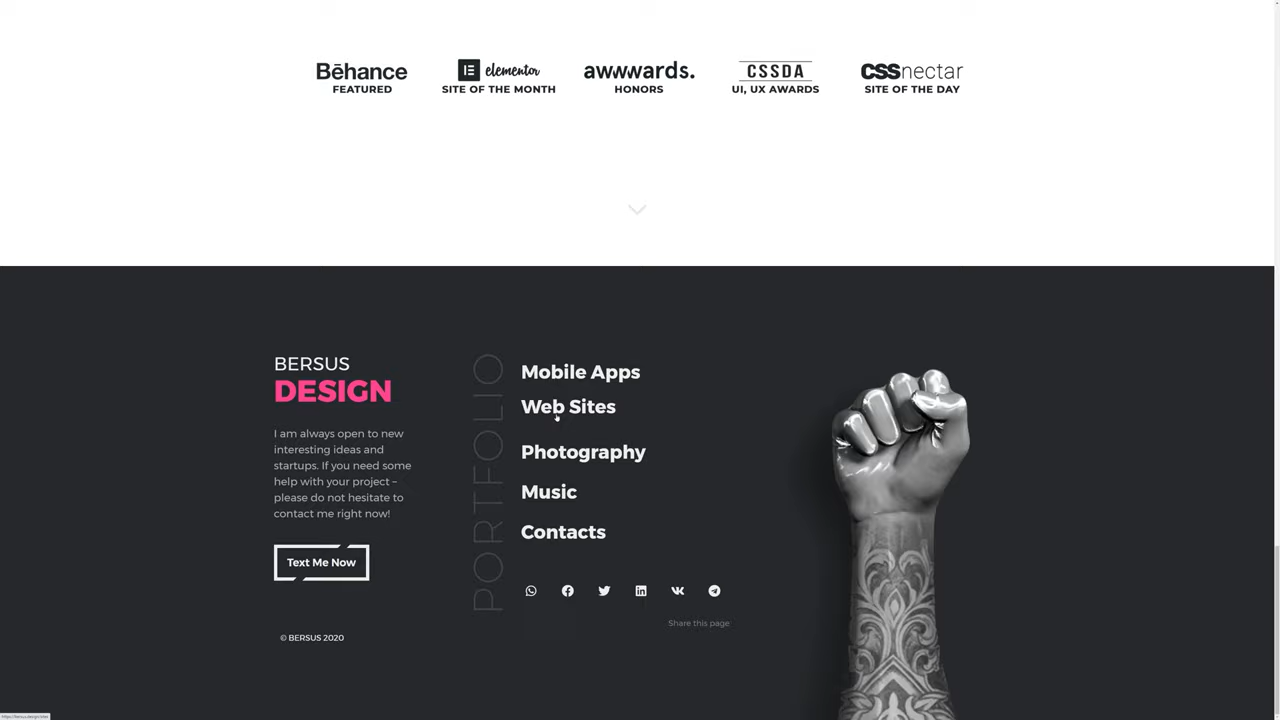 Bēhance
FEATURED
elementor
SITE OF THE MONTH
awwwards.
HONORS
CSSDA
UI, UX AWARDS
CSSnectar
SITE OF THE DAY
BERSUS
DESIGN
I am always open to new
interesting ideas and
startups. If you need some
help with your project –
please do not hesitate to
contact me right now!
Text Me Now
© BERSUS 2020
PORTFOLIO
Mobile Apps
Web Sites
Photography
Music
Contacts
Share this page: